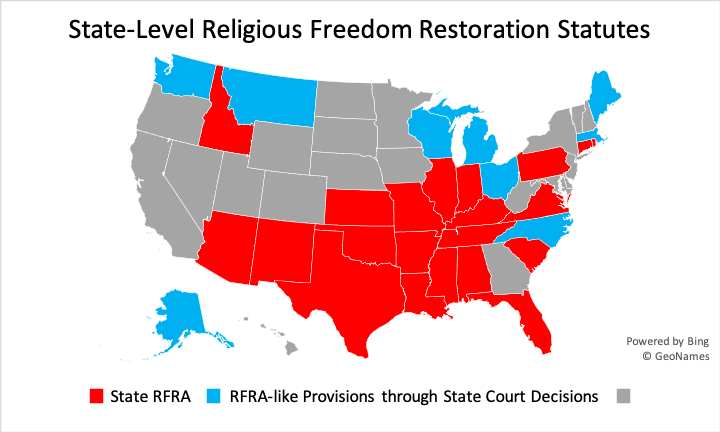 State-Level Religious Freedom Restoration Statutes
Powered by Bing
© GeoNames
State RFRA RFRA-like Provisions through State Court Decisions